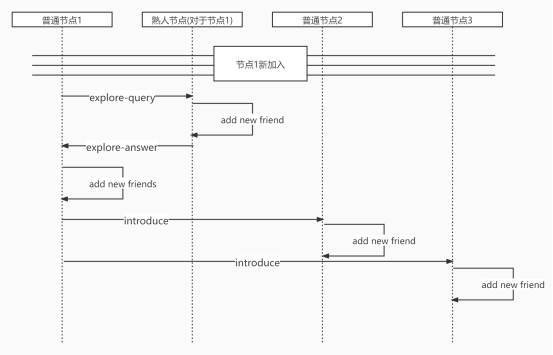 普通节点1
熟人节点(对于节点1)
普通节点2
普通节点3
节点1新加入
explore-query
add new friend
explore-answer
add new friends
introduce
add new friend
introduce
add new friend